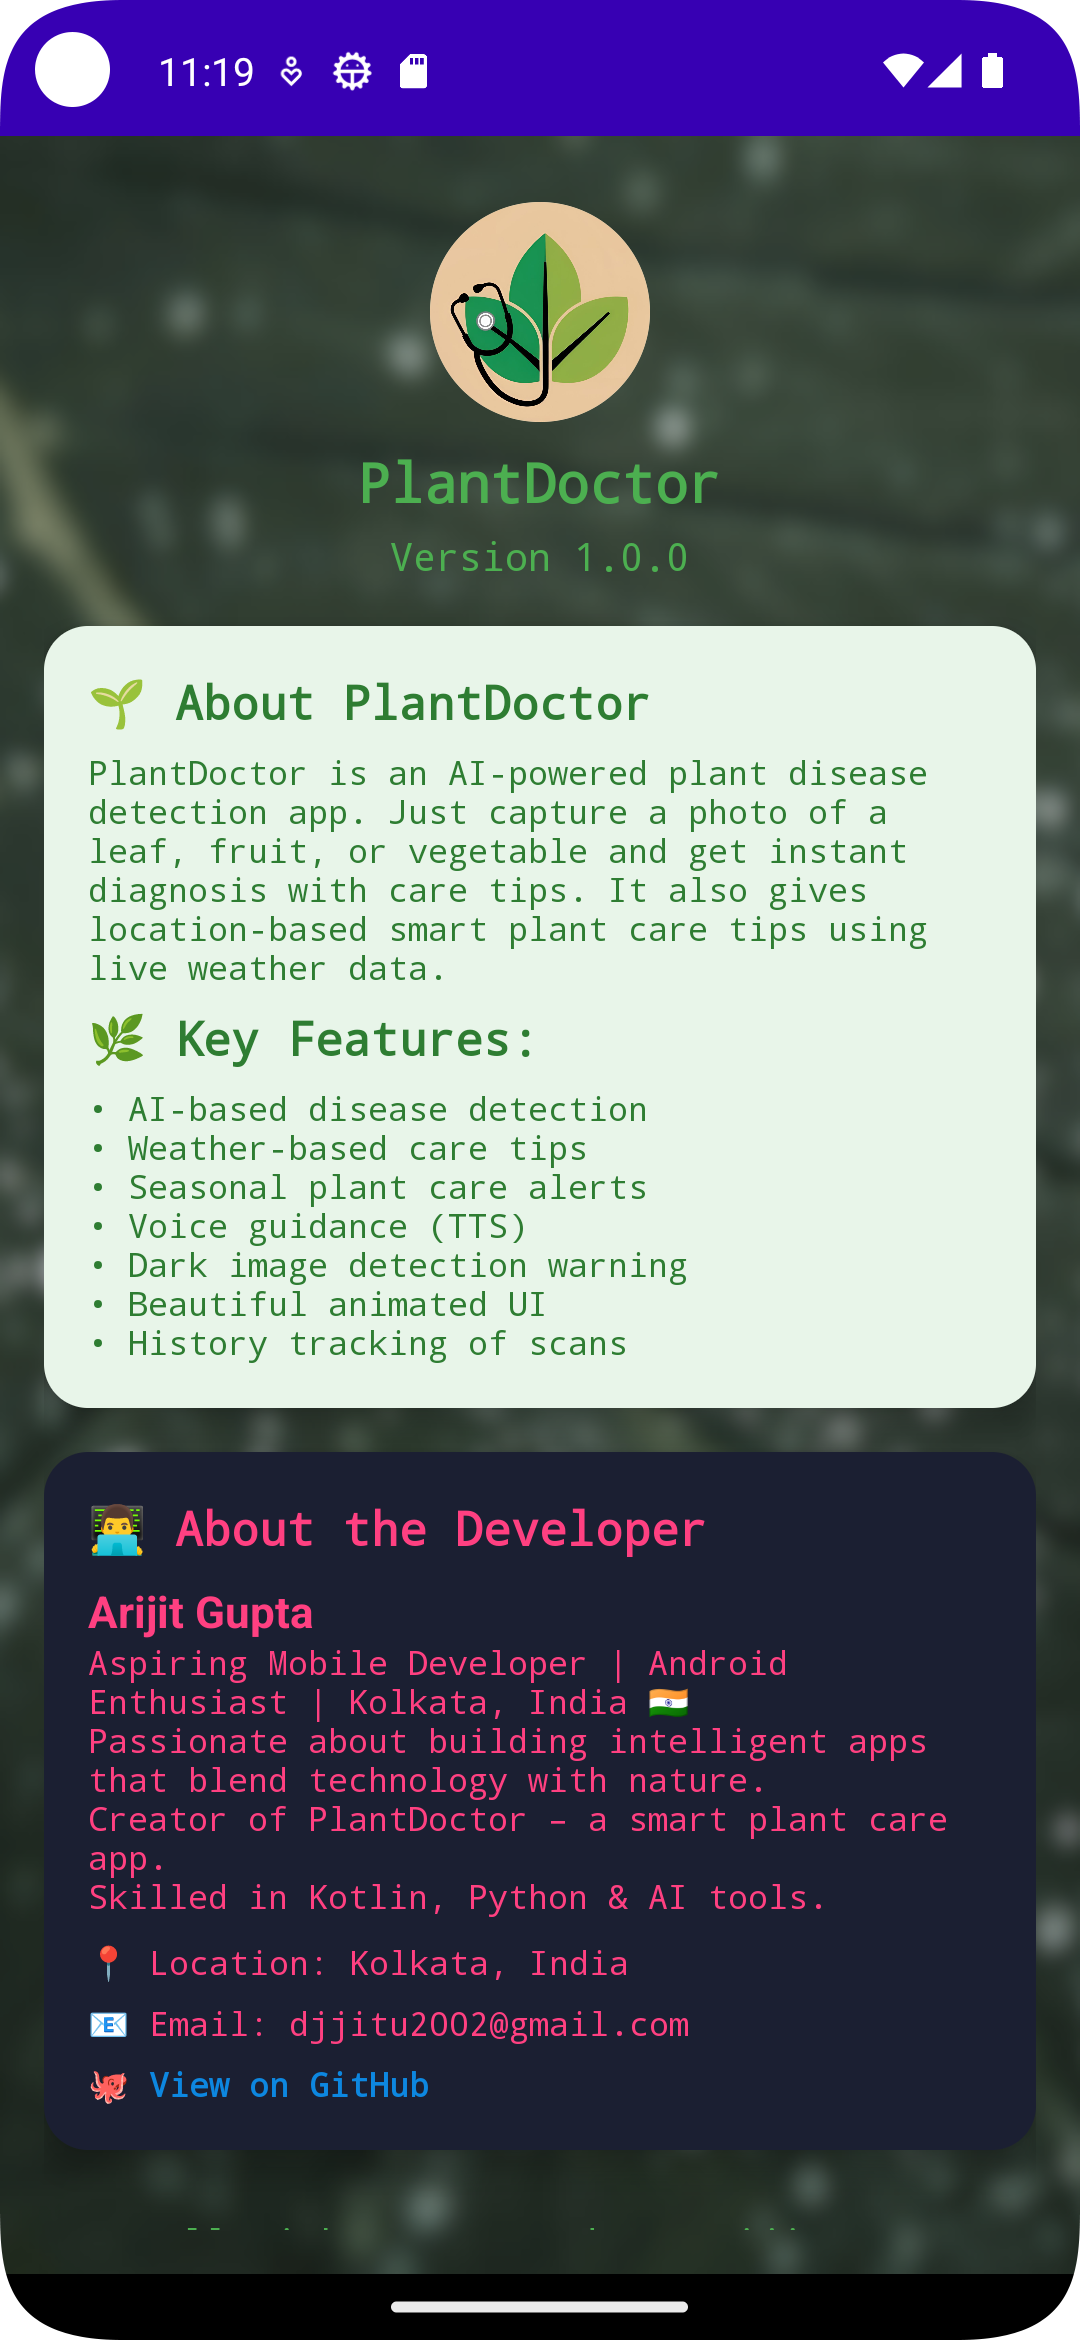 11:19
PlantDoctor
Version 1.0.0
🌱 About PlantDoctor
PlantDoctor is an AI-powered plant disease
detection app. Just capture a photo of a
leaf, fruit, or vegetable and get instant
diagnosis with care tips. It also gives
location-based smart plant care tips using
live weather data.
🌿 Key Features:
• AI-based disease detection
• Weather-based care tips
• Seasonal plant care alerts
• Voice guidance (TTS)
• Dark image detection warning
• Beautiful animated UI
• History tracking of scans
👨‍💻 About the Developer
Arijit Gupta
Aspiring Mobile Developer | Android
Enthusiast | Kolkata, India 🇮🇳
Passionate about building intelligent apps
that blend technology with nature.
Creator of PlantDoctor – a smart plant care
app.
Skilled in Kotlin, Python & AI tools.
📍 Location: Kolkata, India
📧 Email: djjitu2002@gmail.com
🐙 View on GitHub